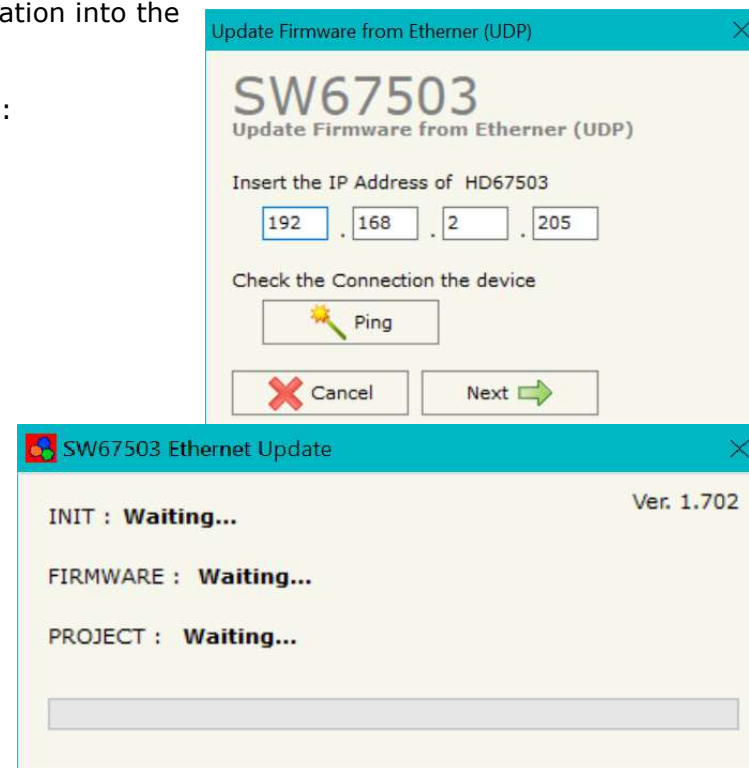 ation into the
:
Update Firmware from Etherner (UDP)
SW67503
Update Firmware from Etherner (UDP)
Insert the IP Address of HD67503
192 . 168 . 2 . 205
Check the Connection the device
Ping
Cancel Next
SW67503 Ethernet Update
Ver. 1.702
INIT : Waiting...
FIRMWARE : Waiting...
PROJECT : Waiting...